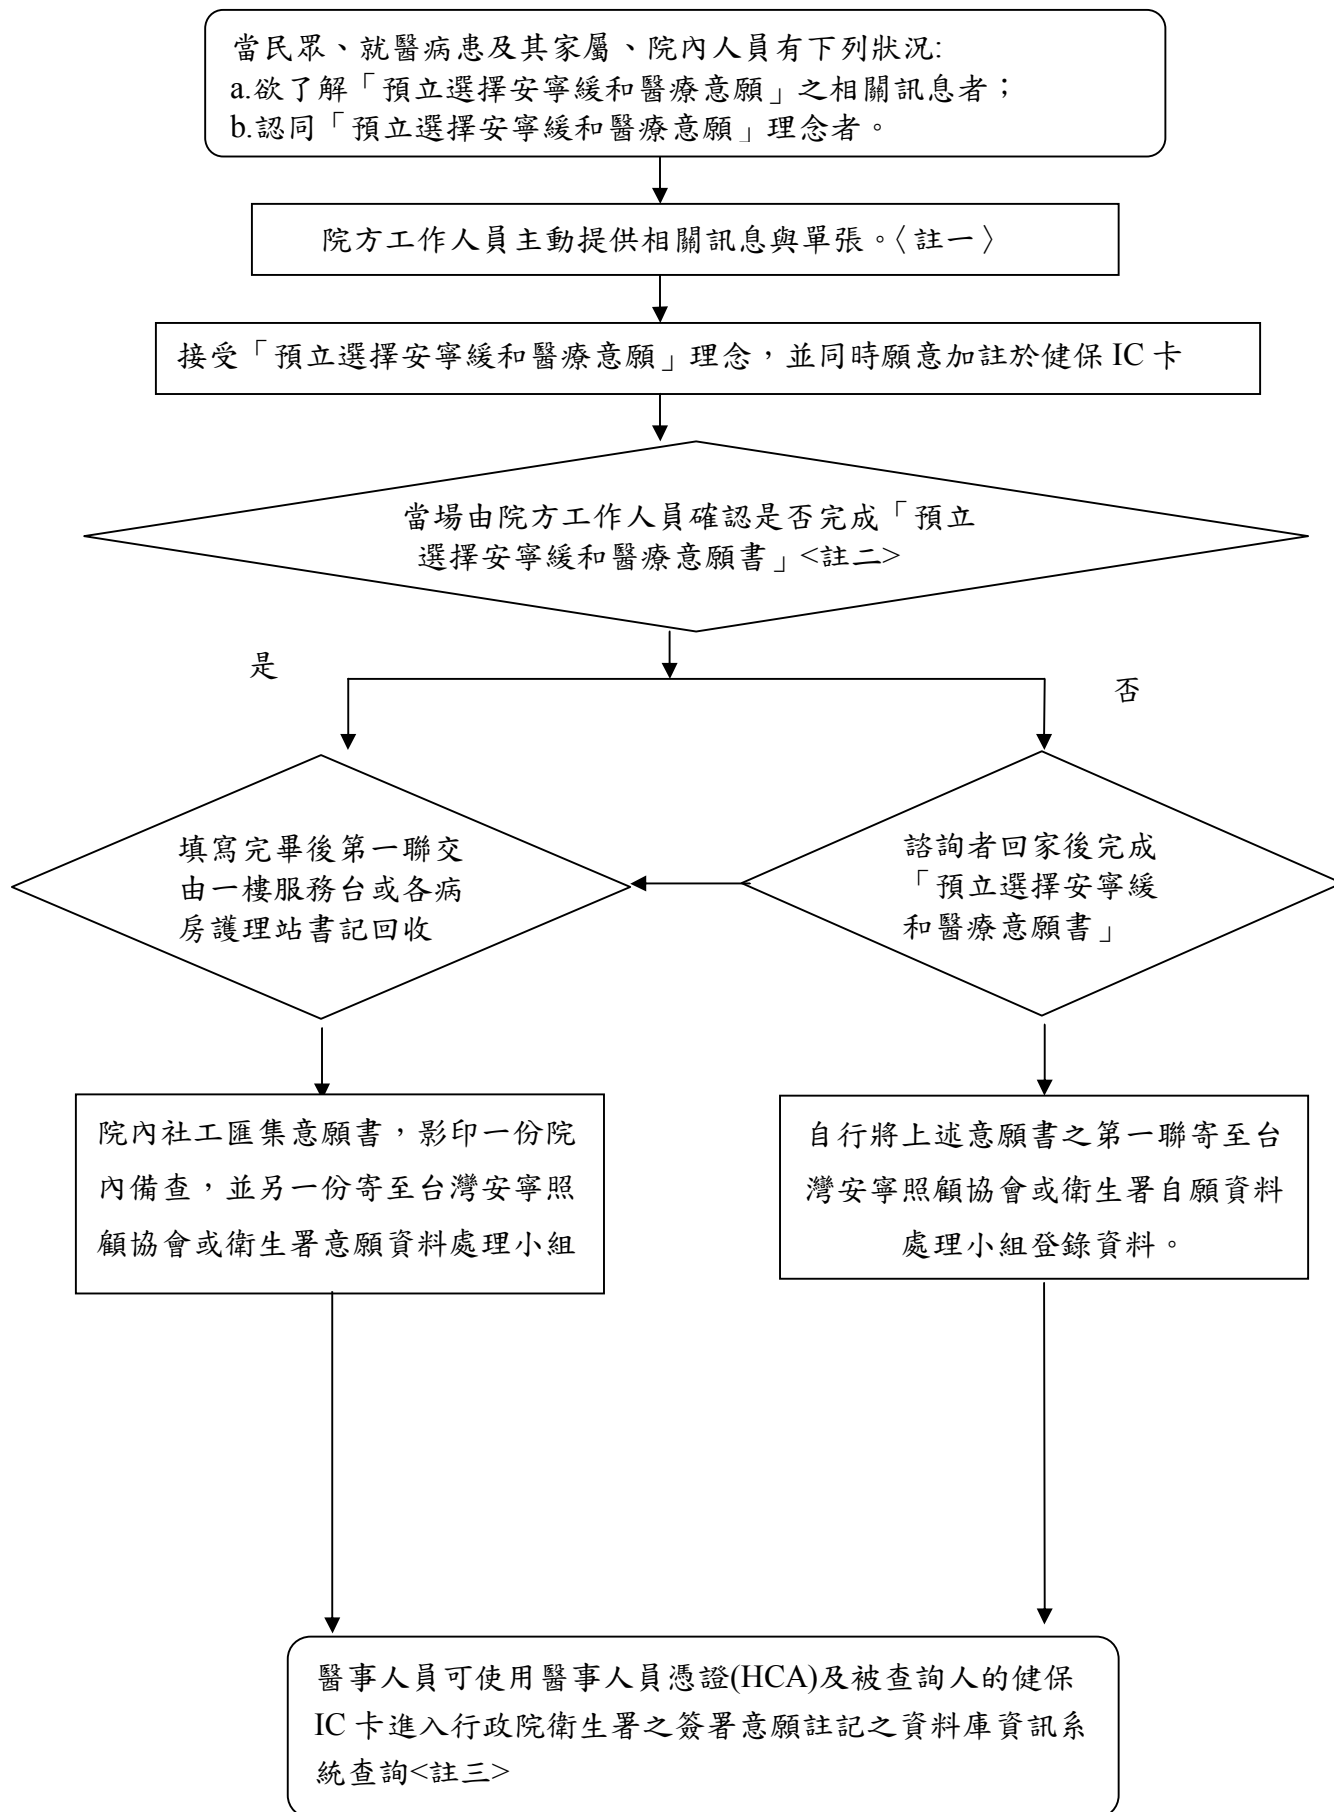 當民眾、就醫病患及其家屬、院內人員有下列狀況:
a.欲了解「預立選擇安寧緩和醫療意願」之相關訊息者；
b.認同「預立選擇安寧緩和醫療意願」理念者。
院方工作人員主動提供相關訊息與單張。〈註一〉
接受「預立選擇安寧緩和醫療意願」理念，並同時願意加註於健保 IC 卡
當場由院方工作人員確認是否完成「預立
選擇安寧緩和醫療意願書」<註二>
是
否
填寫完畢後第一聯交
由一樓服務台或各病
房護理站書記回收
諮詢者回家後完成
「預立選擇安寧緩
和醫療意願書」
院內社工匯集意願書，影印一份院
內備查，並另一份寄至台灣安寧照
顧協會或衛生署意願資料處理小組
自行將上述意願書之第一聯寄至台
灣安寧照顧協會或衛生署自願資料
處理小組登錄資料。
醫事人員可使用醫事人員憑證(HCA)及被查詢人的健保
IC 卡進入行政院衛生署之簽署意願註記之資料庫資訊系
統查詢<註三>